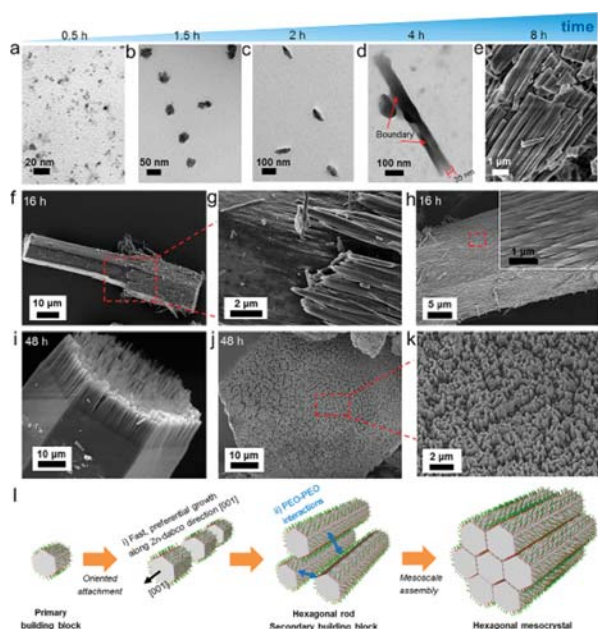 0.5 h
1.5 h
2 h
4 h
8 h
time
a
20 nm
b
50 nm
c
100 nm
d
Boundary
100 nm
20 nm
e
1 µm
f
16 h
10 µm
g
2 µm
h
16 h
1 µm
5 µm
i
48 h
10 µm
j
48 h
10 µm
k
2 µm
l
i) Fast, preferential growth
along Zn-dabco direction [001]
ii) PEO-PEO
interactions
Oriented
attachment
[001]
Mesoscale
assembly
Primary
building block
Hexagonal rod
Secondary building block
Hexagonal mesocrystal